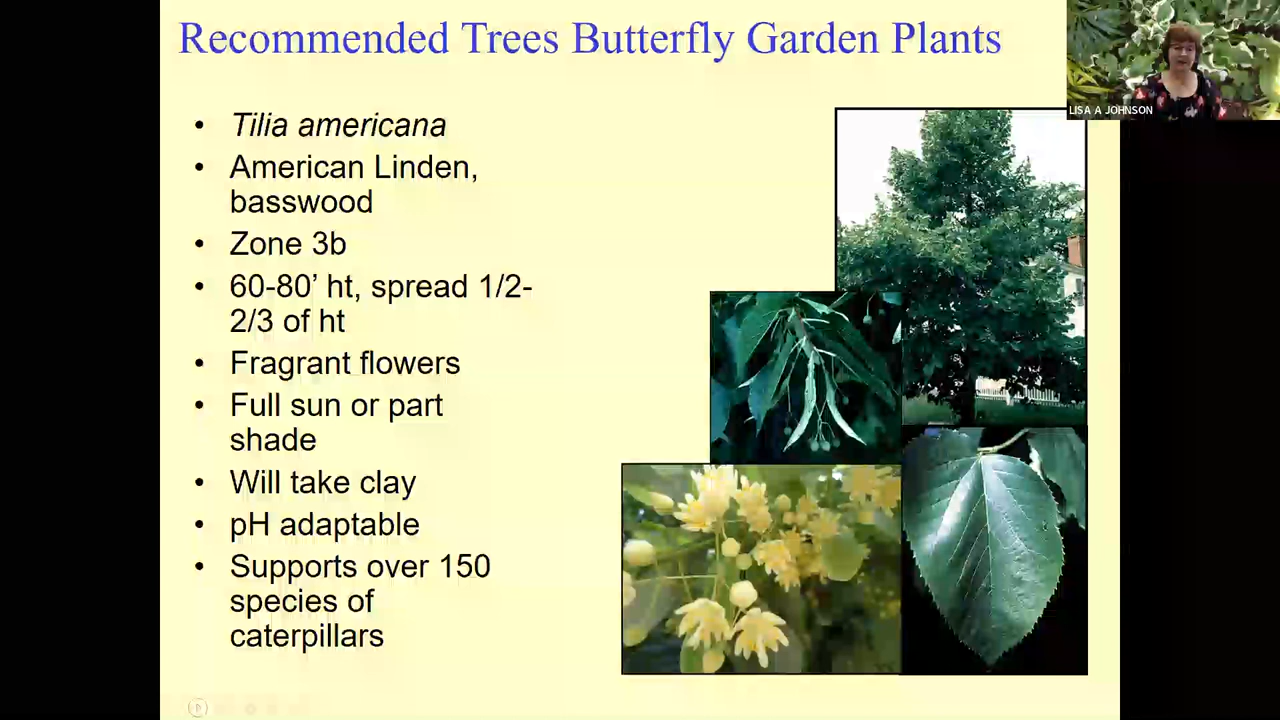 Recommended Trees Butterfly Garden Plants
LISA A JOHNSON
• Tilia americana
• American Linden,
basswood
• Zone 3b
• 60-80’ ht, spread 1/2-
2/3 of ht
• Fragrant flowers
• Full sun or part
shade
• Will take clay
• pH adaptable
• Supports over 150
species of
caterpillars